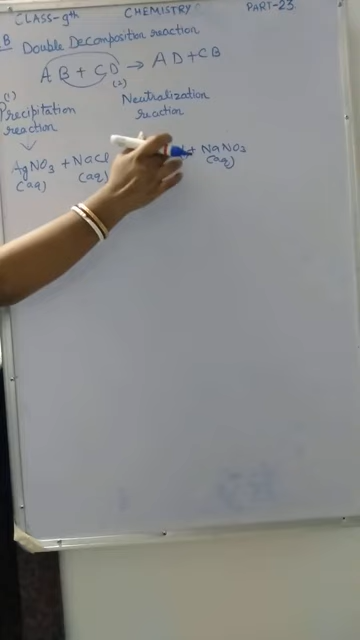 CLASS-9th CHEMISTRY PART-23
B Double Decomposition reaction
AB + CD → AD + CB
(1) (2)
Precipitation reaction Neutralization reaction
AgNO3 + NaCl + NaNO3
(aq) (aq) (aq)